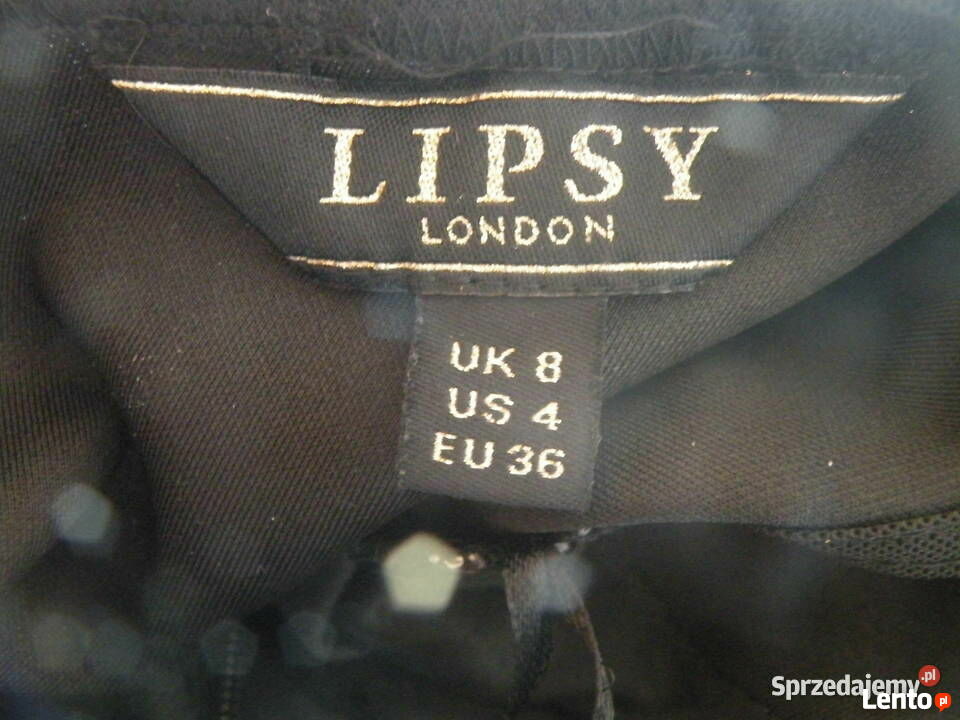 LIPSY
LONDON
UK 8
US 4
EU 36
Sprzedajemy.pl
Lento.pl